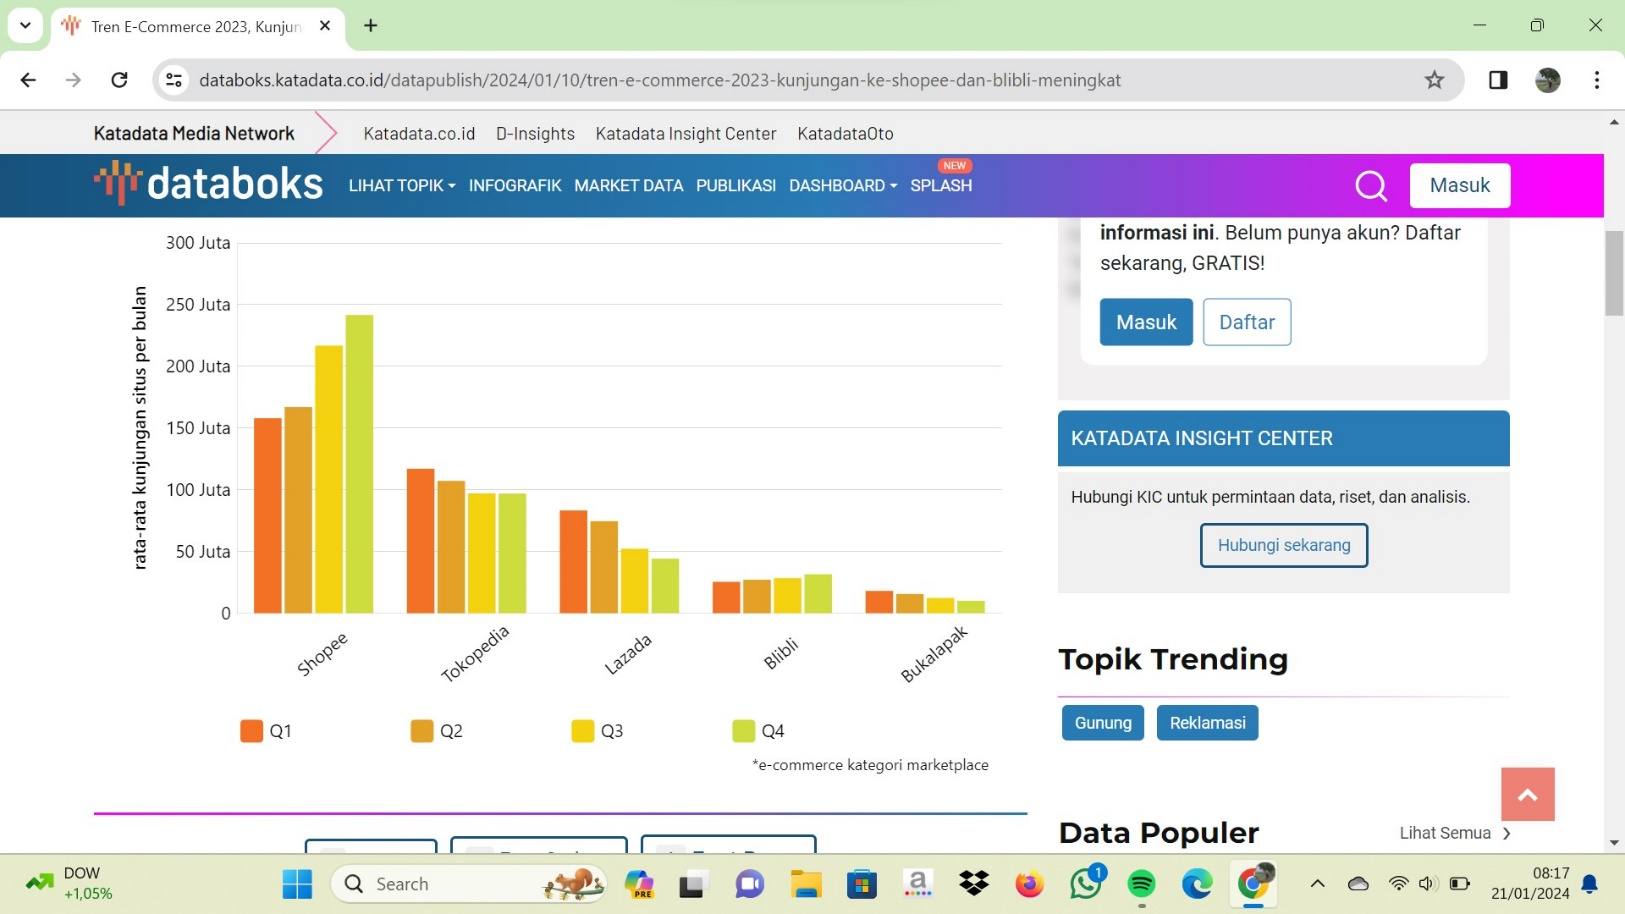 Tren E-Commerce 2023, Kunjun
databoks.katadata.co.id/datapublish/2024/01/10/tren-e-commerce-2023-kunjungan-ke-shopee-dan-blibli-meningkat
Katadata Media Network
Katadata.co.id D-Insights Katadata Insight Center KatadataOto
databoks
LIHAT TOPIK INFOGRAFIK MARKET DATA PUBLIKASI DASHBOARD SPLASH
NEW
Masuk
300 Juta
250 Juta
200 Juta
150 Juta
100 Juta
50 Juta
0
rata-rata kunjungan situs per bulan
Shopee
Tokopedia
Lazada
Blibli
Bukalapak
Q1 Q2 Q3 Q4
*e-commerce kategori marketplace
informasi ini. Belum punya akun? Daftar
sekarang, GRATIS!
Masuk Daftar
KATADATA INSIGHT CENTER
Hubungi KIC untuk permintaan data, riset, dan analisis.
Hubungi sekarang
Topik Trending
Gunung Reklamasi
Data Populer
Lihat Semua
DOW
+1,05%
Search
PRE
a
1
08:17
21/01/2024